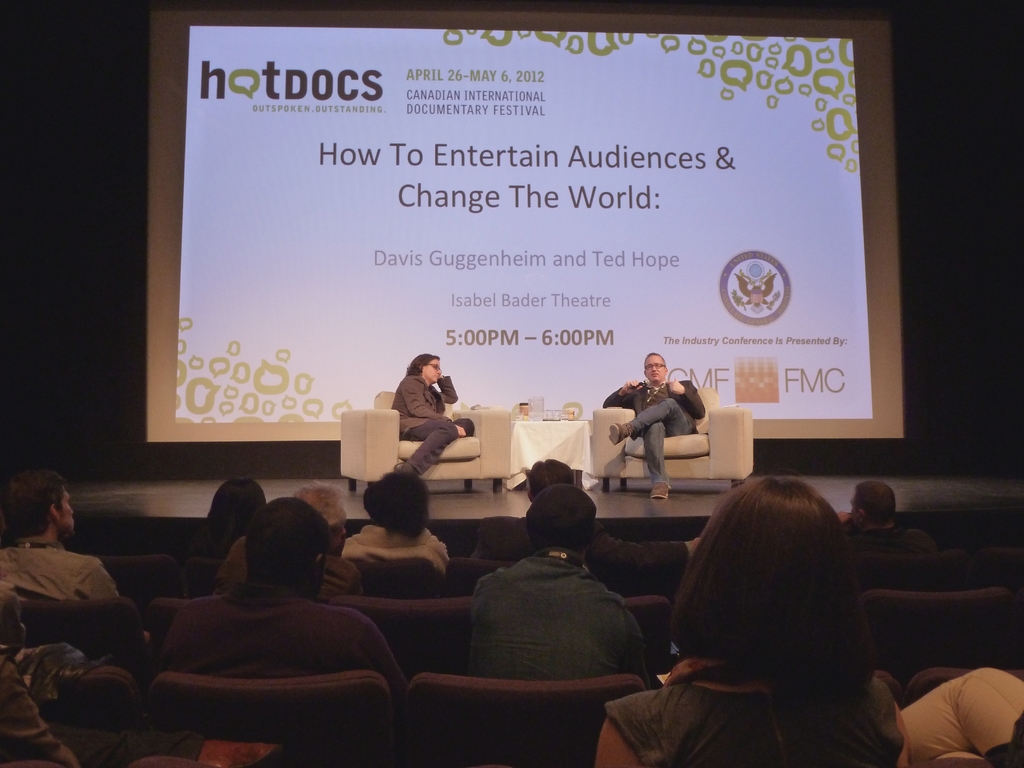 hotDOCS
OUTSPOKEN.OUTSTANDING.
APRIL 26–MAY 6, 2012
CANADIAN INTERNATIONAL
DOCUMENTARY FESTIVAL
How To Entertain Audiences &
Change The World:
Davis Guggenheim and Ted Hope
Isabel Bader Theatre
5:00PM – 6:00PM
The Industry Conference Is Presented By:
CMF FMC